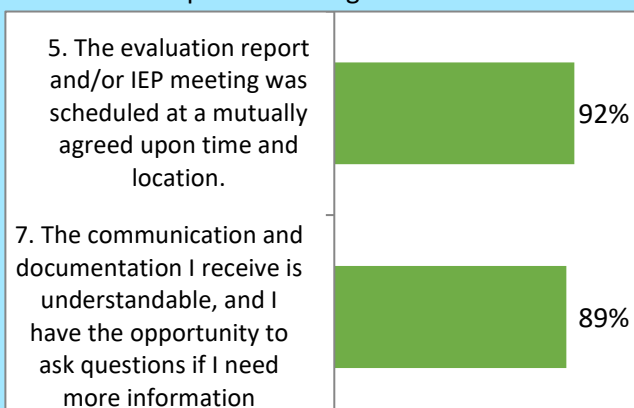 5. The evaluation report
and/or IEP meeting was
scheduled at a mutually
agreed upon time and
location.
92%
7. The communication and
documentation I receive is
understandable, and I
have the opportunity to
ask questions if I need
more information
89%